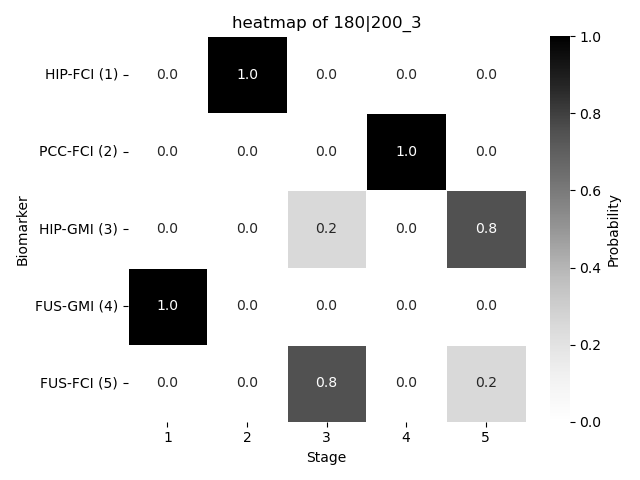 heatmap of 180|200_3
HIP-FCI (1) 0.0 1.0 0.0 0.0 0.0
PCC-FCI (2) 0.0 0.0 0.0 1.0 0.0
HIP-GMI (3) 0.0 0.0 0.2 0.0 0.8
FUS-GMI (4) 1.0 0.0 0.0 0.0 0.0
FUS-FCI (5) 0.0 0.0 0.8 0.0 0.2
1 2 3 4 5
Stage
Biomarker
1.0
0.8
0.6
0.4
0.2
0.0
Probability